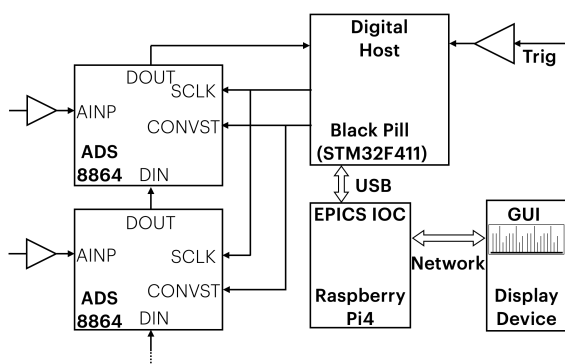 Digital
Host
Trig
DOUT
SCLK
AINP
CONVST
ADS
8864
DIN
Black Pill
(STM32F411)
USB
DOUT
AINP
SCLK
CONVST
ADS
8864
DIN
EPICS IOC
Raspberry
Pi4
Network
GUI
Display
Device